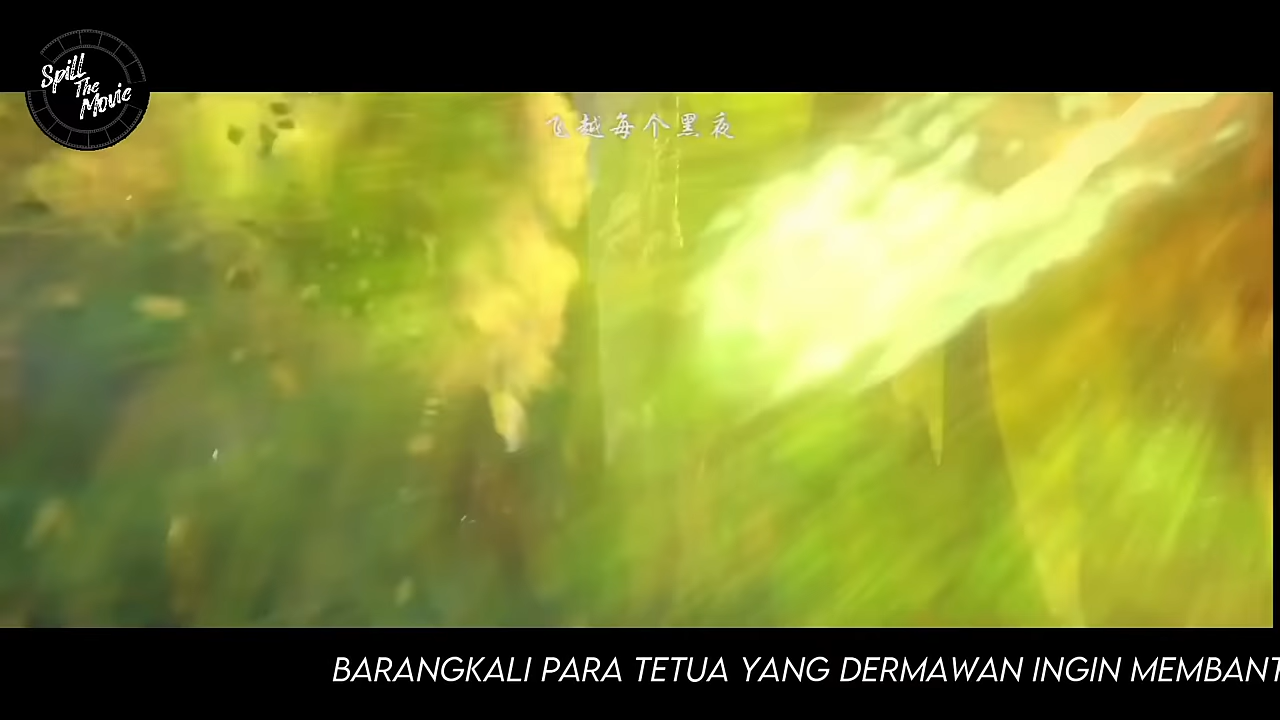 Spill
The
Movie
飞越每个黑夜
BARANGKALI PARA TETUA YANG DERMAWAN INGIN MEMBANT